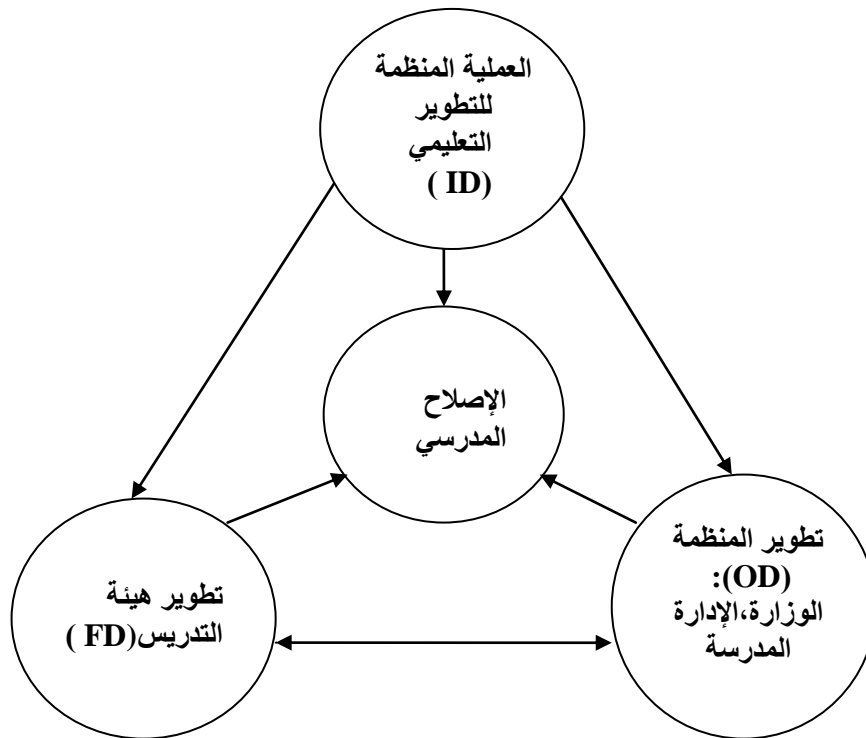 العملية المنظمة
للتطوير
التعليمي
(ID )
الإصلاح
المدرسي
تطوير المنظمة
(OD):
الوزارة،الإدارة
المدرسة
تطوير هيئة
التدريس(FD )